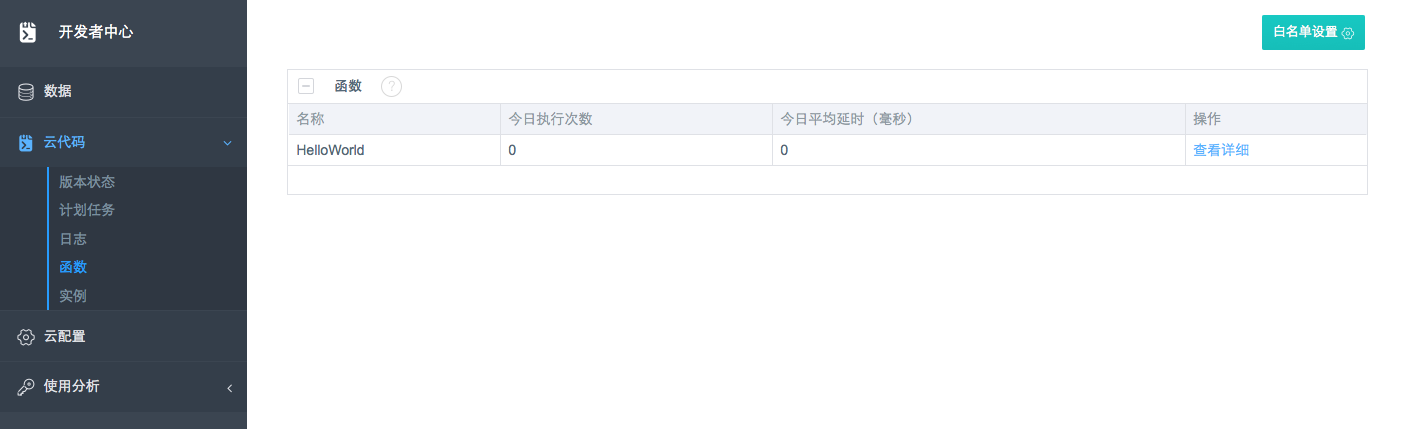 开发者中心
数据
云代码
版本状态
计划任务
日志
函数
实例
云配置
使用分析
白名单设置
函数 ?
名称 今日执行次数 今日平均延时（毫秒） 操作
HelloWorld 0 0 查看详细